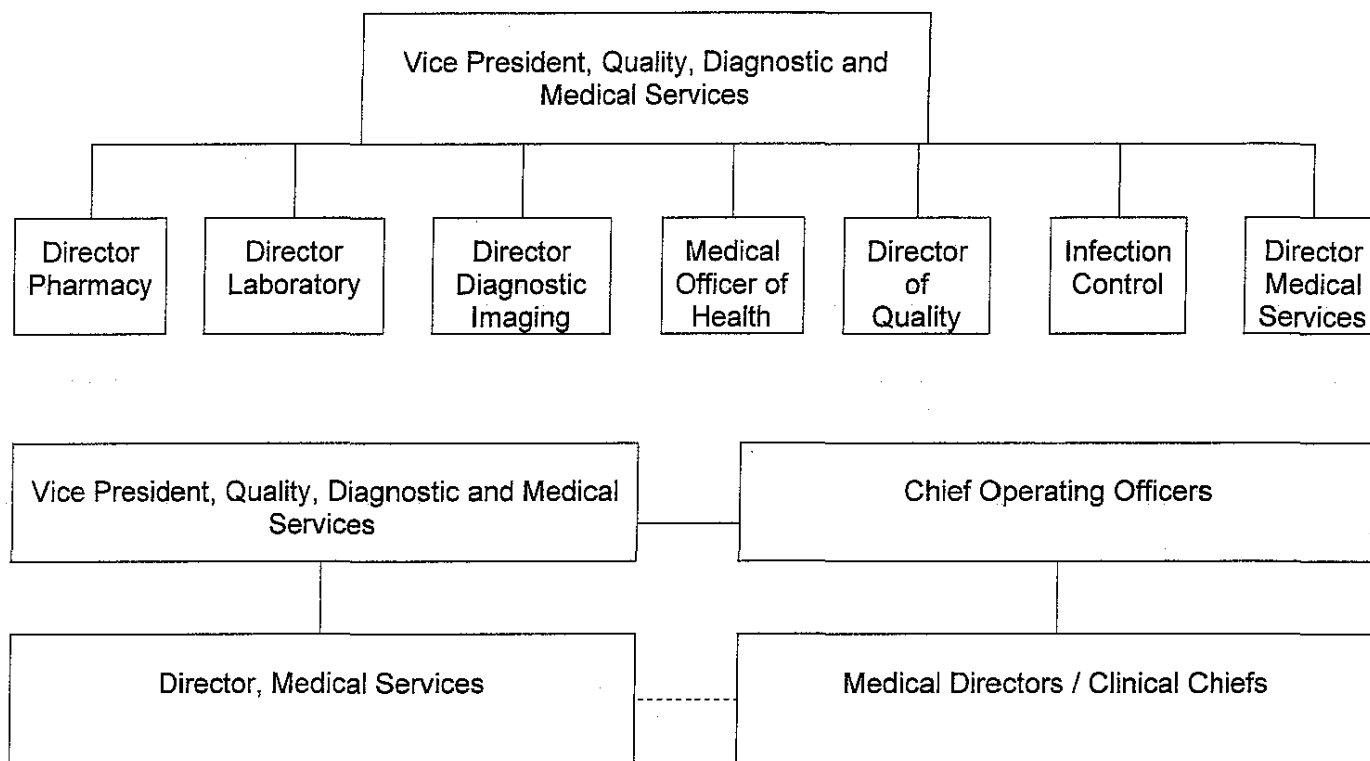 Vice President, Quality, Diagnostic and
Medical Services
Director
Pharmacy
Director
Laboratory
Director
Diagnostic
Imaging
Medical
Officer of
Health
Director
of
Quality
Infection
Control
Director
Medical
Services
Vice President, Quality, Diagnostic and Medical
Services
Chief Operating Officers
Director, Medical Services
Medical Directors / Clinical Chiefs